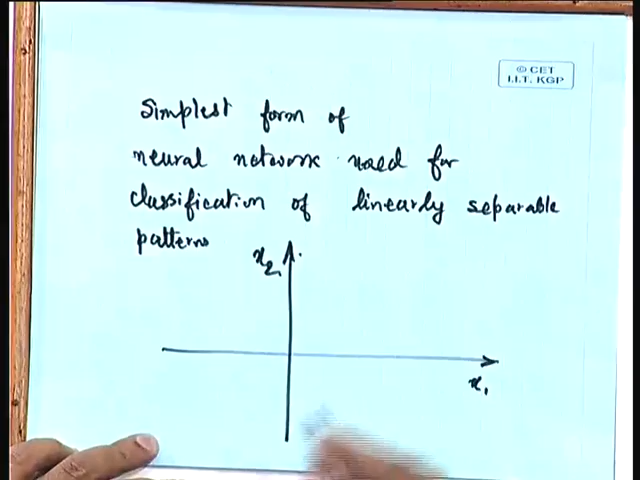 © CET
I.I.T. KGP
Simplest form of
neural network used for
classification of linearly separable
patterns
x2
x1